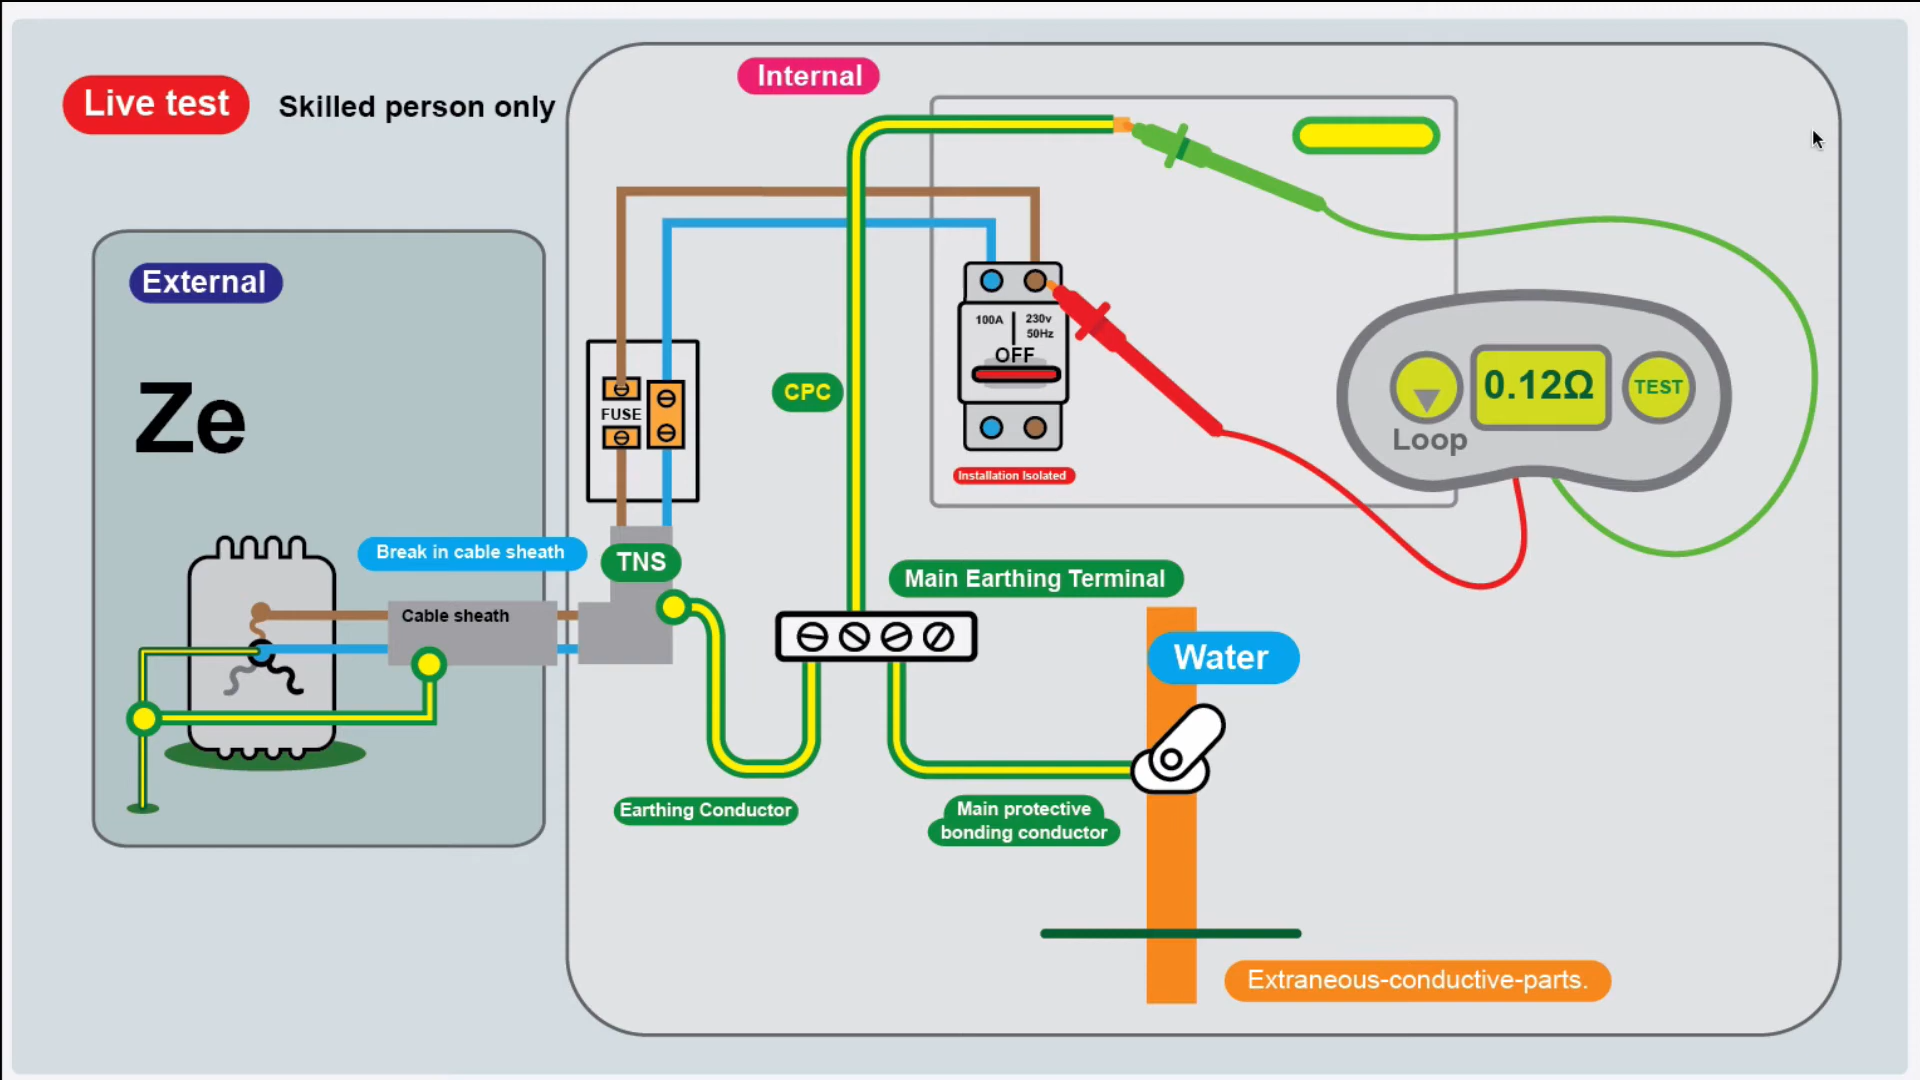 Internal
Live test
Skilled person only
External
100A
230v
50Hz
OFF
Ze
CPC
FUSE
0.12Ω
TEST
Loop
Installation Isolated
Break in cable sheath
TNS
Main Earthing Terminal
Cable sheath
Water
Earthing Conductor
Main protective
bonding conductor
Extraneous-conductive-parts.